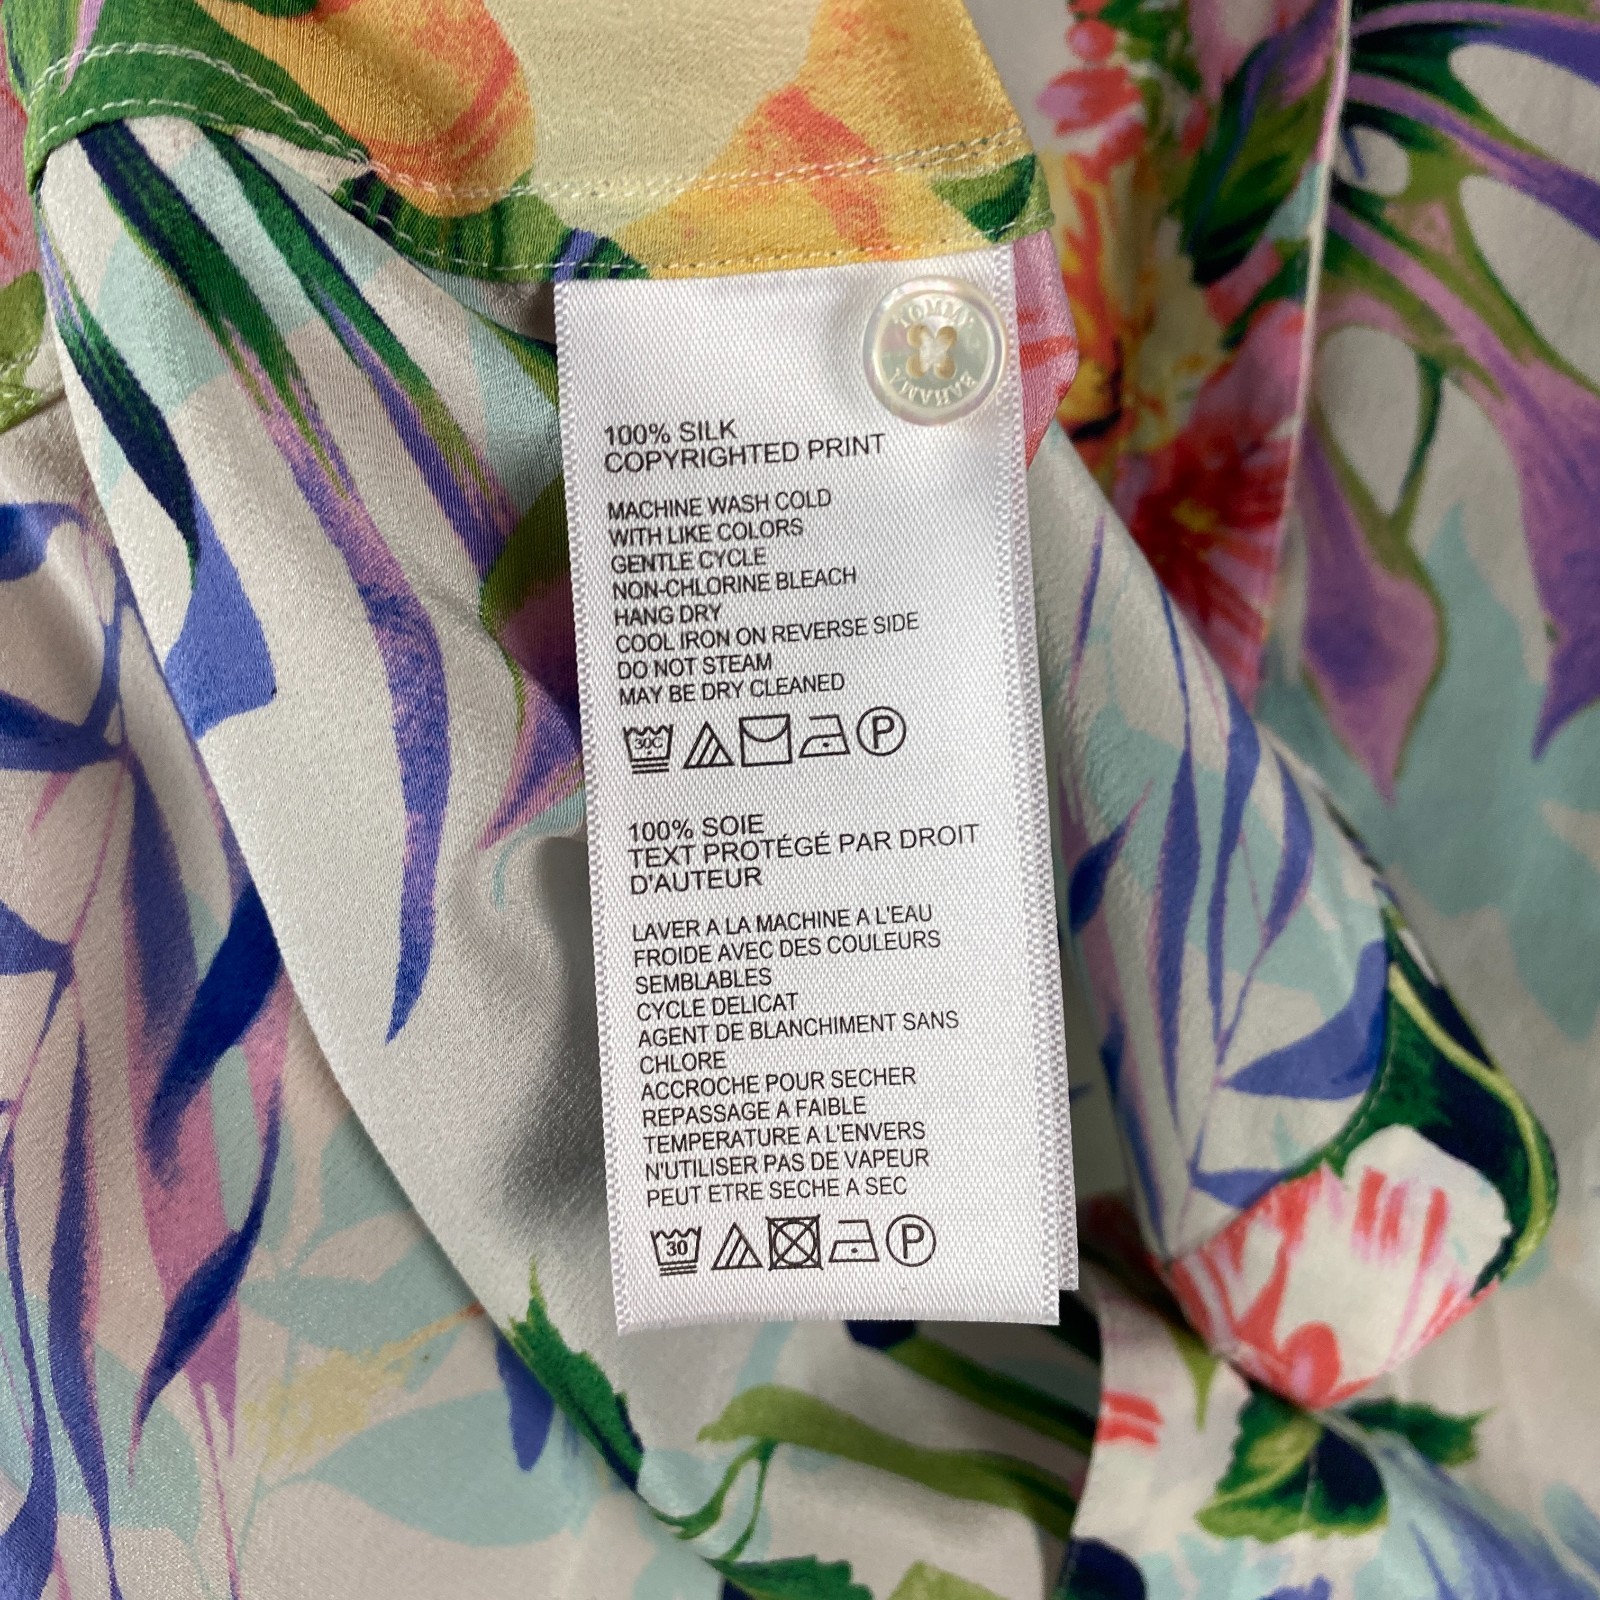 TOMMY
BAHAMA
100% SILK
COPYRIGHTED PRINT
MACHINE WASH COLD
WITH LIKE COLORS
GENTLE CYCLE
NON-CHLORINE BLEACH
HANG DRY
COOL IRON ON REVERSE SIDE
DO NOT STEAM
MAY BE DRY CLEANED
30C P
100% SOIE
TEXT PROTÉGÉ PAR DROIT
D'AUTEUR
LAVER A LA MACHINE A L'EAU
FROIDE AVEC DES COULEURS
SEMBLABLES
CYCLE DELICAT
AGENT DE BLANCHIMENT SANS
CHLORE
ACCROCHE POUR SECHER
REPASSAGE A FAIBLE
TEMPERATURE A L'ENVERS
N'UTILISER PAS DE VAPEUR
PEUT ETRE SECHE A SEC
30 P